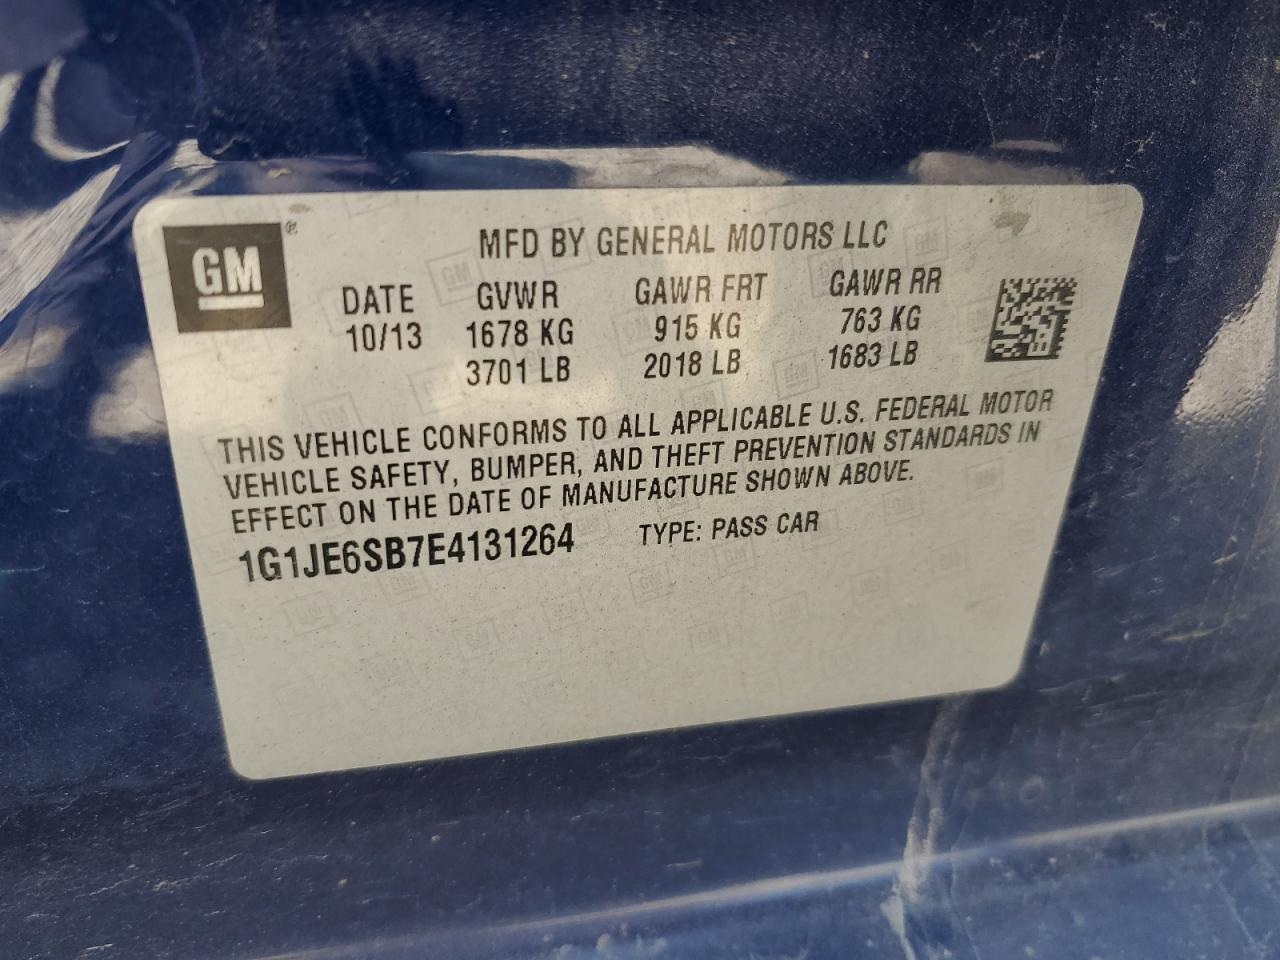 GM ®
MFD BY GENERAL MOTORS LLC
DATE GVWR GAWR FRT GAWR RR
10/13 1678 KG 915 KG 763 KG
3701 LB 2018 LB 1683 LB
THIS VEHICLE CONFORMS TO ALL APPLICABLE U.S. FEDERAL MOTOR
VEHICLE SAFETY, BUMPER, AND THEFT PREVENTION STANDARDS IN
EFFECT ON THE DATE OF MANUFACTURE SHOWN ABOVE.
1G1JE6SB7E4131264 TYPE: PASS CAR